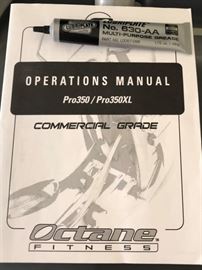 LUBRIPLATE
No. 630-AA
MULTI-PURPOSE GREASE
OPERATIONS MANUAL
Pro350 / Pro350XL
COMMERCIAL GRADE
Octane
FITNESS